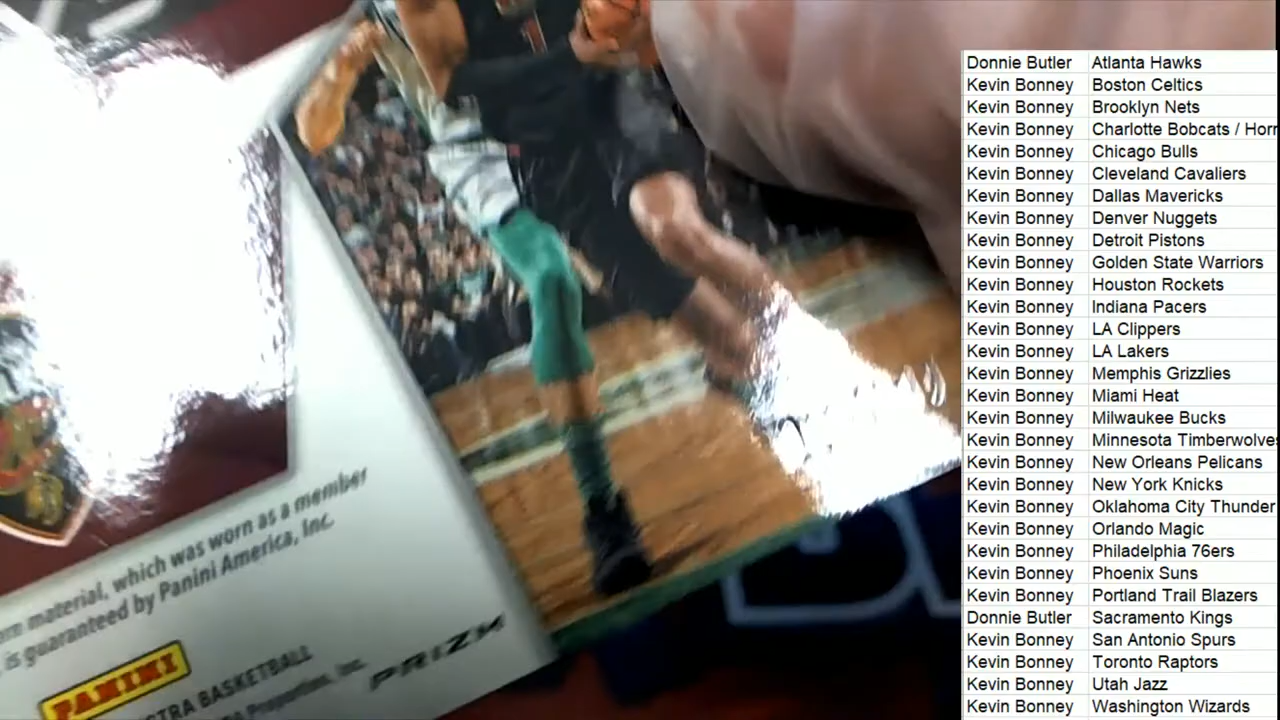 rn material, which was worn as a member
is guaranteed by Panini America, Inc.
PANINI
TRA BASKETBALL
Properties, Inc.
PRIZM
Donnie Butler Atlanta Hawks
Kevin Bonney Boston Celtics
Kevin Bonney Brooklyn Nets
Kevin Bonney Charlotte Bobcats / Horn
Kevin Bonney Chicago Bulls
Kevin Bonney Cleveland Cavaliers
Kevin Bonney Dallas Mavericks
Kevin Bonney Denver Nuggets
Kevin Bonney Detroit Pistons
Kevin Bonney Golden State Warriors
Kevin Bonney Houston Rockets
Kevin Bonney Indiana Pacers
Kevin Bonney LA Clippers
Kevin Bonney LA Lakers
Kevin Bonney Memphis Grizzlies
Kevin Bonney Miami Heat
Kevin Bonney Milwaukee Bucks
Kevin Bonney Minnesota Timberwolves
Kevin Bonney New Orleans Pelicans
Kevin Bonney New York Knicks
Kevin Bonney Oklahoma City Thunder
Kevin Bonney Orlando Magic
Kevin Bonney Philadelphia 76ers
Kevin Bonney Phoenix Suns
Kevin Bonney Portland Trail Blazers
Donnie Butler Sacramento Kings
Kevin Bonney San Antonio Spurs
Kevin Bonney Toronto Raptors
Kevin Bonney Utah Jazz
Kevin Bonney Washington Wizards